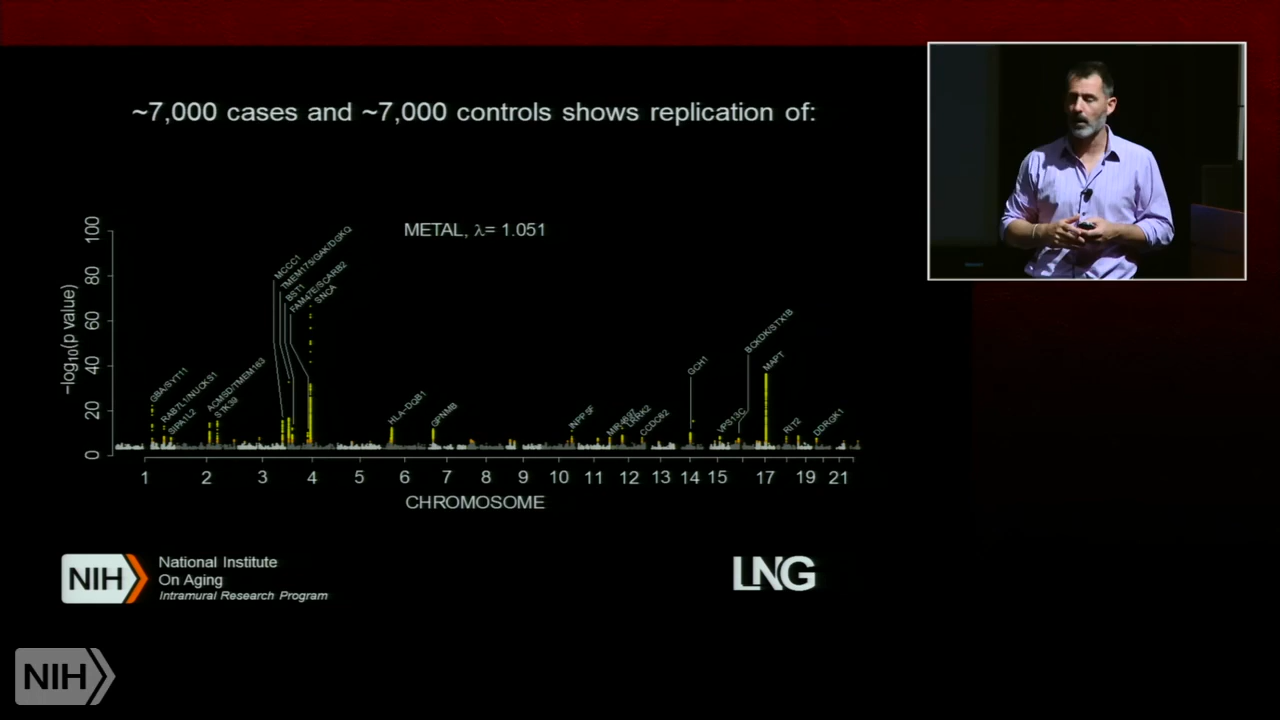 ~7,000 cases and ~7,000 controls shows replication of:
METAL, λ= 1.051
−log10(p value)
100
80
60
40
20
0
GBA/SYT11
RAB7L1/NUCKS1
SIPA1L2
ACMSD/TMEM163
STK39
MCCC1
TMEM175/GAK/DGKQ
BST1
FAM47E/SCARB2
SNCA
HLA-DQB1
GPNMB
INPP5F
MIR4697
LRRK2
CCDC62
GCH1
VPS13C
BCKDK/STX1B
MAPT
RIT2
DDRGK1
1 2 3 4 5 6 7 8 9 10 11 12 13 14 15 17 19 21
CHROMOSOME
NIH
National Institute
On Aging
Intramural Research Program
LNG
NIH